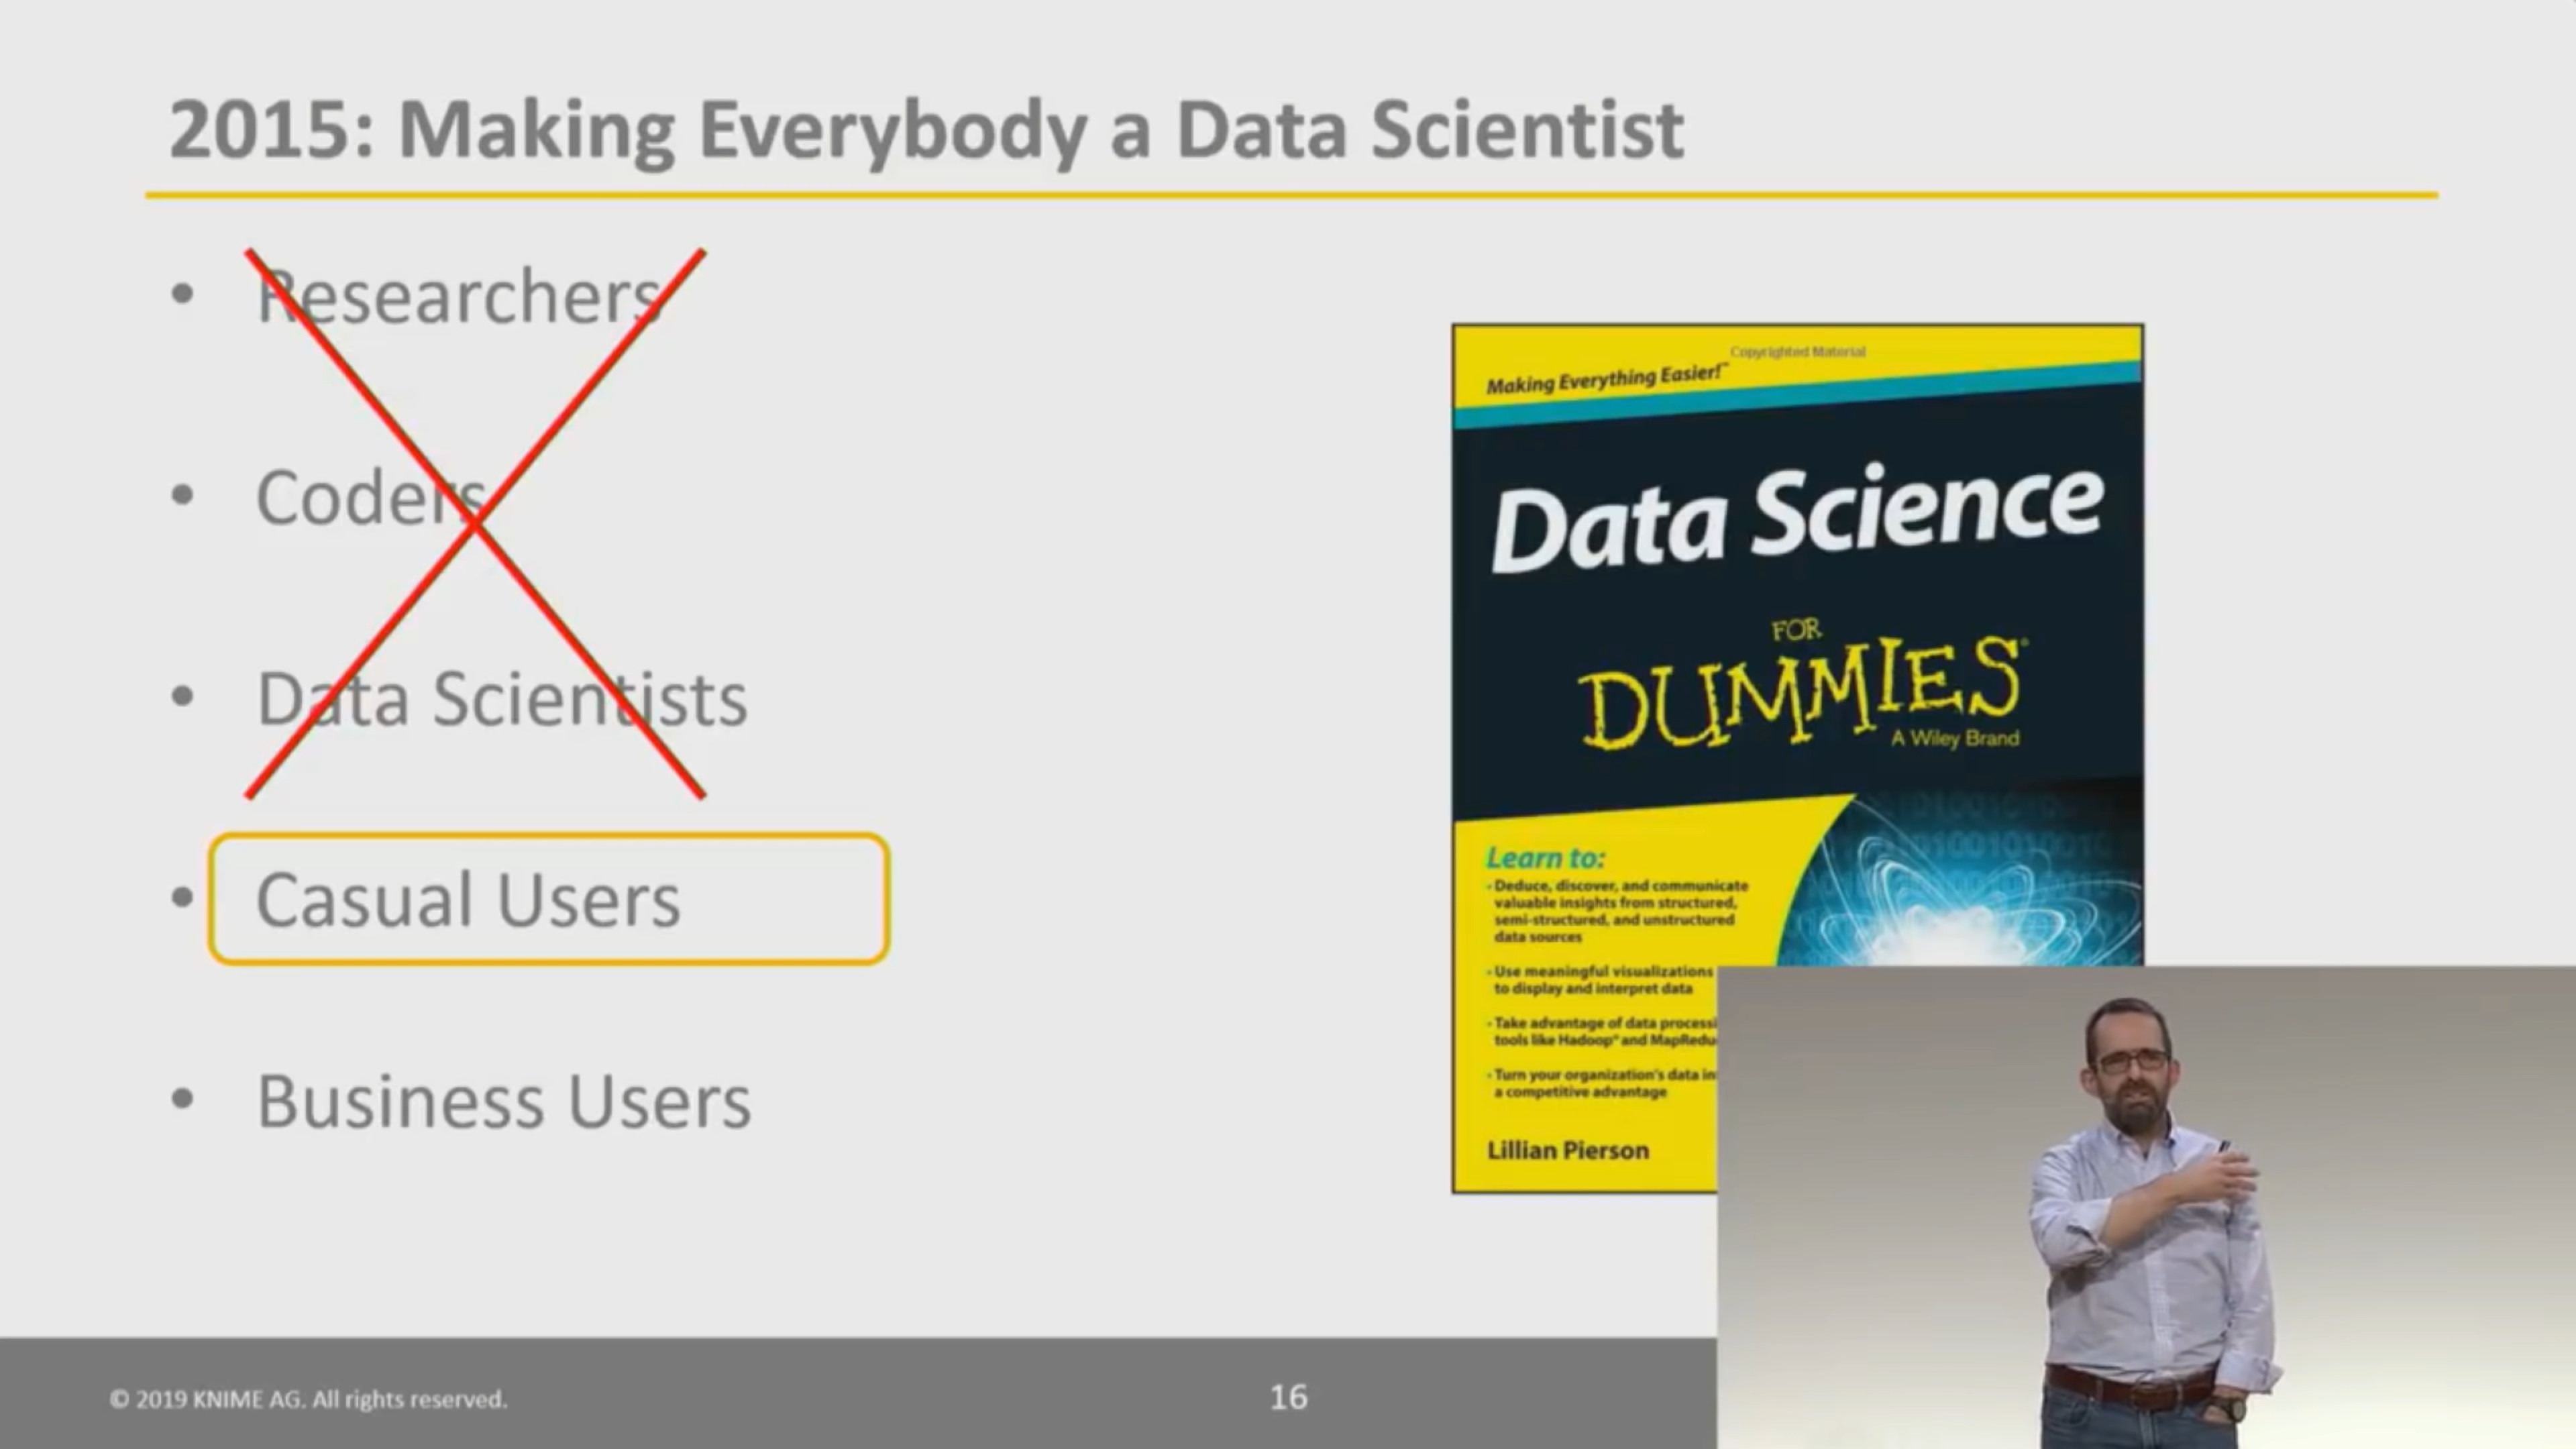 2015: Making Everybody a Data Scientist
• Researchers
• Coders
• Data Scientists
• Casual Users
• Business Users
Copyrighted Material
Making Everything Easier!™
Data Science
FOR
DUMMIES®
A Wiley Brand
Learn to:
• Deduce, discover, and communicate
valuable insights from structured,
semi-structured, and unstructured
data sources
• Use meaningful visualizations
to display and interpret data
• Take advantage of data
tools like Hadoop® and
• Turn your organization's data
a competitive advantage
Lillian Pierson
© 2019 KNIME AG. All rights reserved.
16